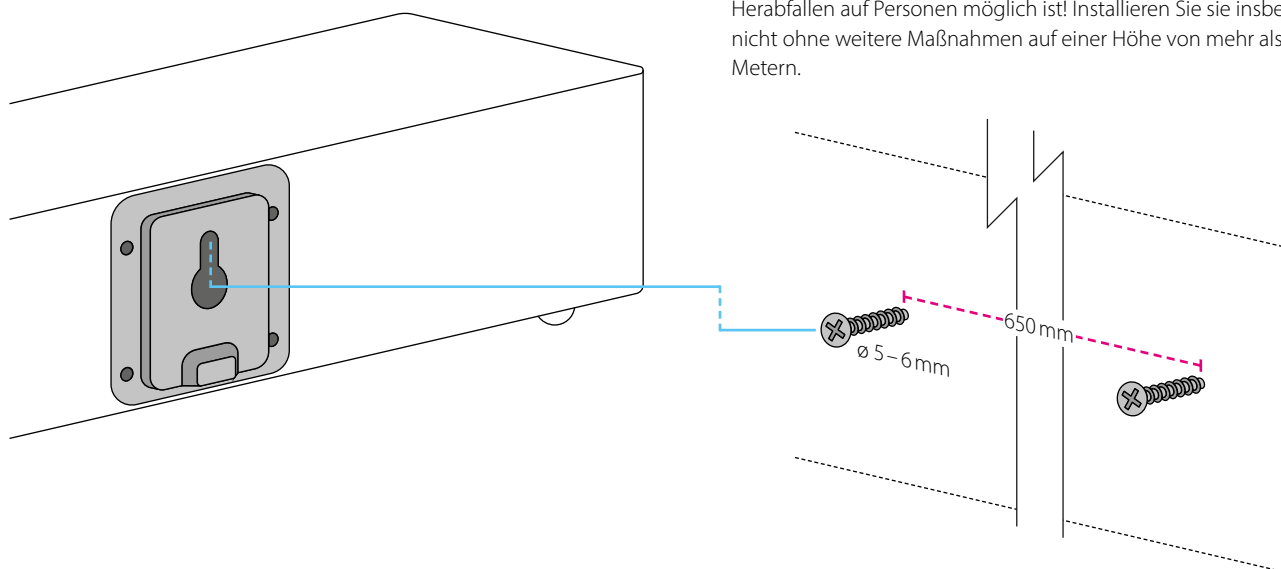 Herabfallen auf Personen möglich ist! Installieren Sie sie insbe
nicht ohne weitere Maßnahmen auf einer Höhe von mehr als
Metern.
650 mm
ø 5–6 mm